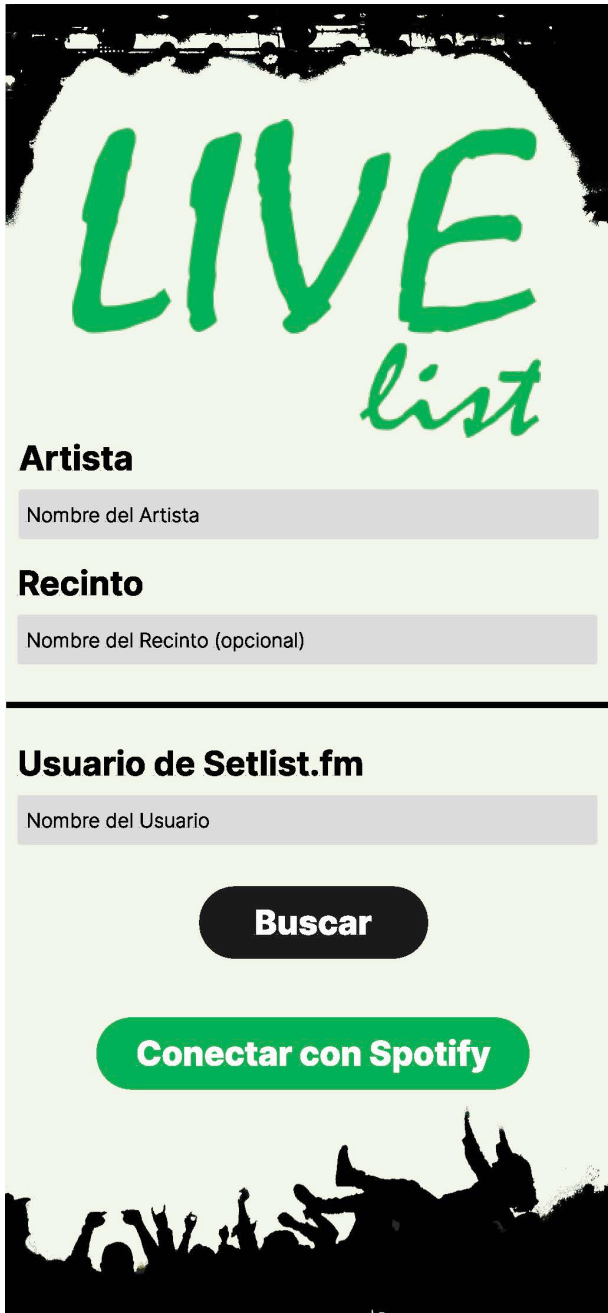 LIVE
list
Artista
Nombre del Artista
Recinto
Nombre del Recinto (opcional)
Usuario de Setlist.fm
Nombre del Usuario
Buscar
Conectar con Spotify